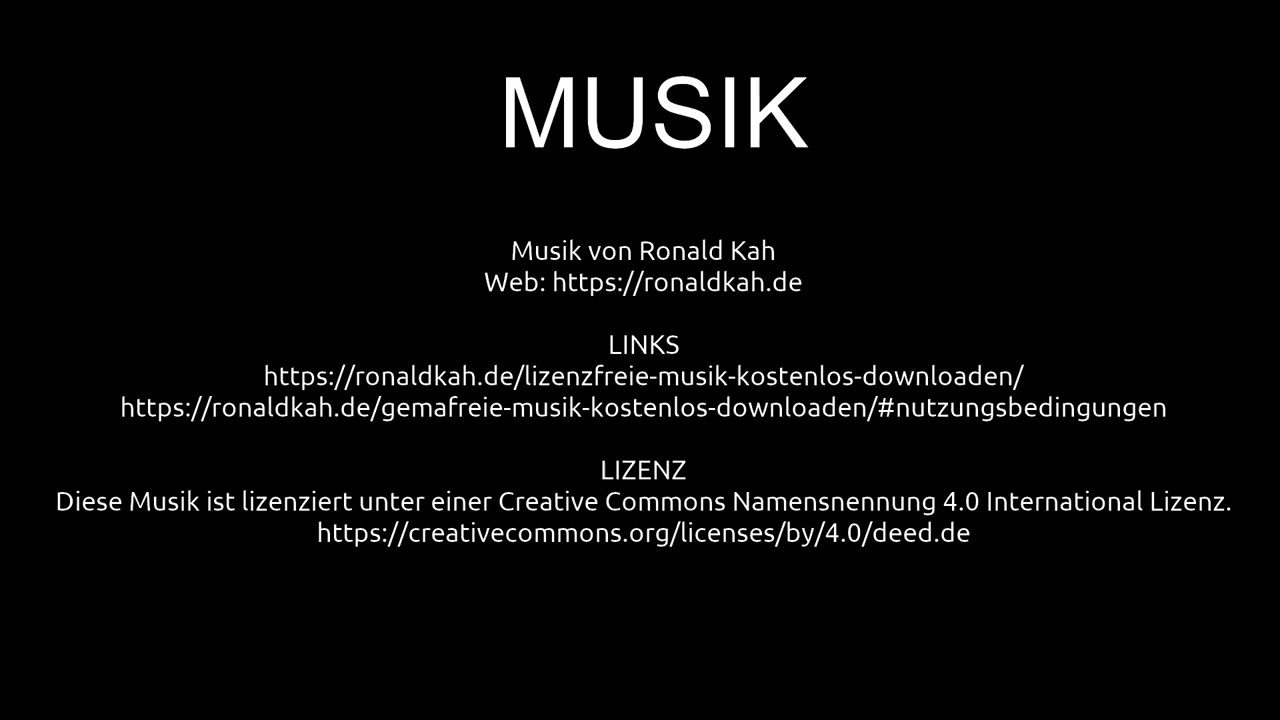 MUSIK
Musik von Ronald Kah
Web: https://ronaldkah.de
LINKS
https://ronaldkah.de/lizenzfreie-musik-kostenlos-downloaden/
https://ronaldkah.de/gemafreie-musik-kostenlos-downloaden/#nutzungsbedingungen
LIZENZ
Diese Musik ist lizenziert unter einer Creative Commons Namensnennung 4.0 International Lizenz.
https://creativecommons.org/licenses/by/4.0/deed.de